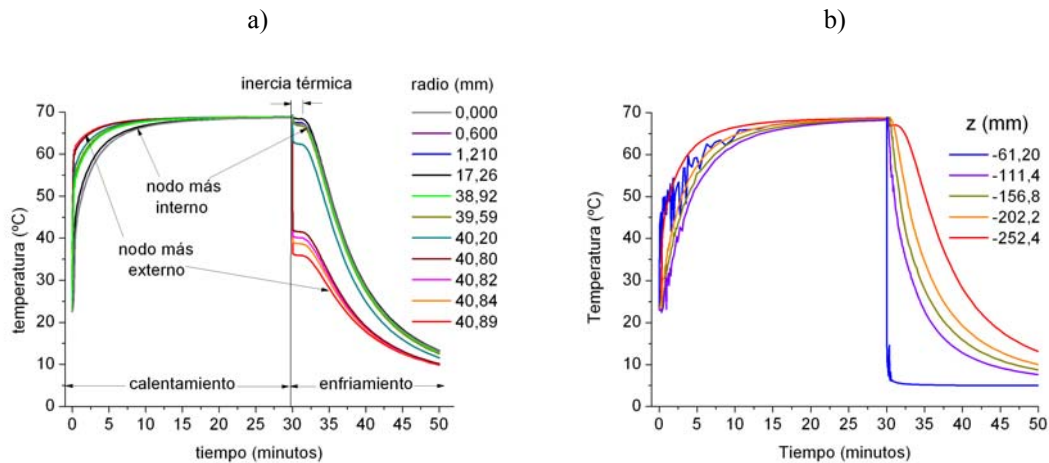 a)
b)
inercia térmica
radio (mm)
0,000
0,600
1,210
17,26
38,92
39,59
40,20
40,80
40,82
40,84
40,89
nodo más
interno
nodo más
externo
calentamiento
enfriamiento
temperatura (ºC)
70
60
50
40
30
20
10
0
0 5 10 15 20 25 30 35 40 45 50
tiempo (minutos)
z (mm)
-61,20
-111,4
-156,8
-202,2
-252,4
Temperatura (ºC)
70
60
50
40
30
20
10
0
0 5 10 15 20 25 30 35 40 45 50
Tiempo (minutos)